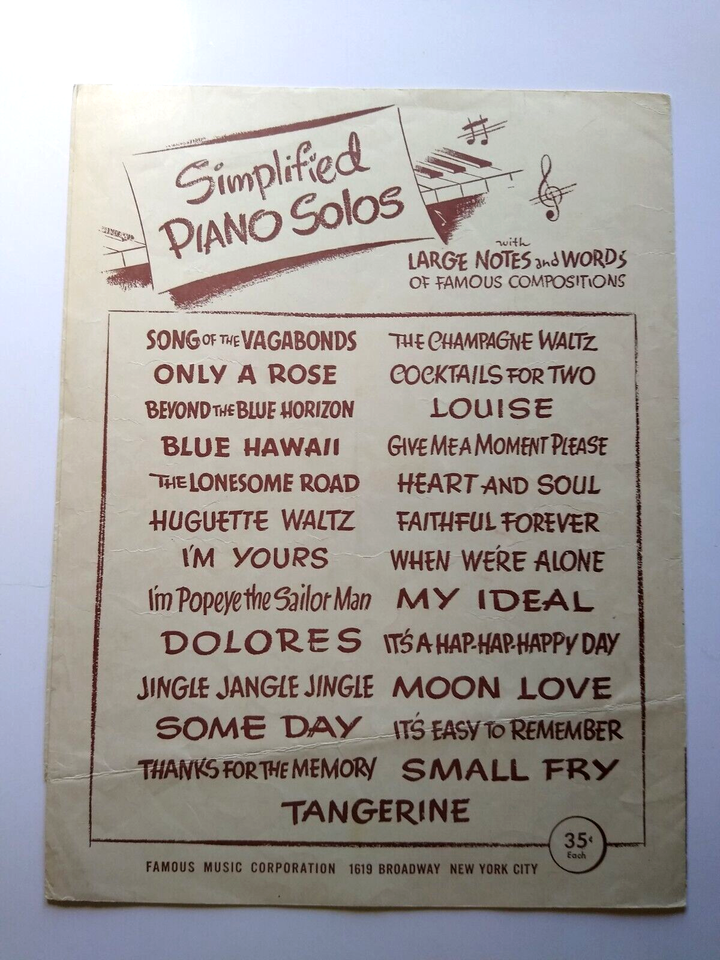 Simplified
PIANO SOLOS
with
LARGE NOTES and WORDS
OF FAMOUS COMPOSITIONS
SONG OF THE VAGABONDS
ONLY A ROSE
BEYOND THE BLUE HORIZON
BLUE HAWAII
THE LONESOME ROAD
HUGUETTE WALTZ
I'M YOURS
I'm Popeye the Sailor Man
DOLORES
JINGLE JANGLE JINGLE
SOME DAY
THANKS FOR THE MEMORY
THE CHAMPAGNE WALTZ
COCKTAILS FOR TWO
LOUISE
GIVE ME A MOMENT PLEASE
HEART AND SOUL
FAITHFUL FOREVER
WHEN WE'RE ALONE
MY IDEAL
IT'S A HAP-HAP-HAPPY DAY
MOON LOVE
IT'S EASY TO REMEMBER
SMALL FRY
TANGERINE
35¢
Each
FAMOUS MUSIC CORPORATION 1619 BROADWAY NEW YORK CITY